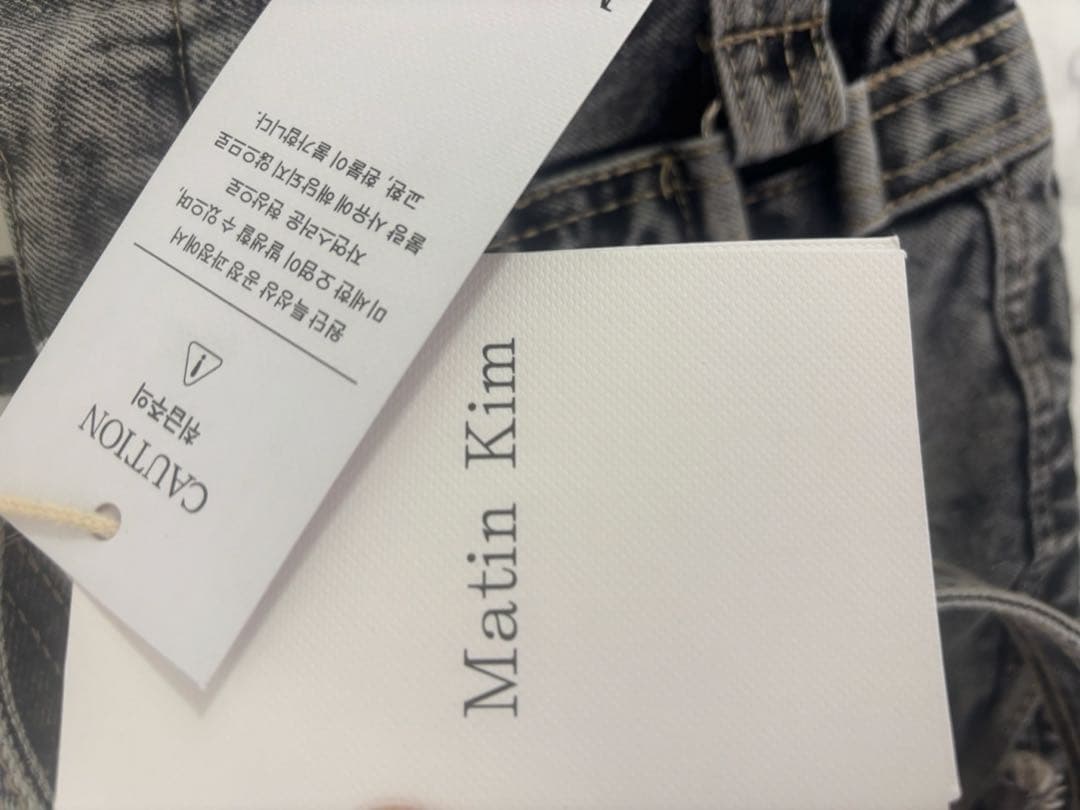 CAUTION
취급주의
원단 특성상 공정과정에서
미세한 오염이 발생할 수 있으며,
자연스러운 현상으로
불량 사유에 해당되지 않으므로
교환, 환불이 불가합니다.
Matin Kim